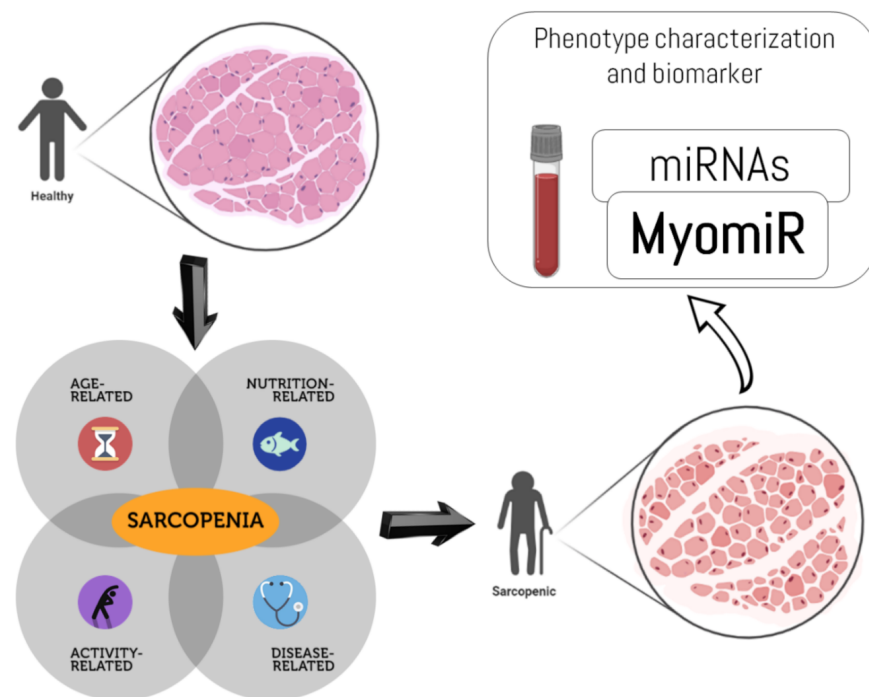 Healthy
Phenotype characterization
and biomarker
miRNAs
MyomiR
AGE-
RELATED
NUTRITION-
RELATED
SARCOPENIA
ACTIVITY-
RELATED
DISEASE-
RELATED
Sarcopenic